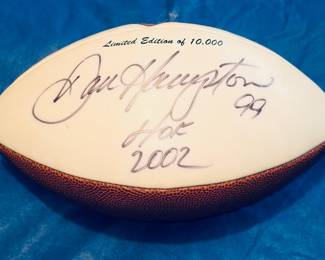 Limited Edition of 10,000
Dan Hampton
99
HOF
2002